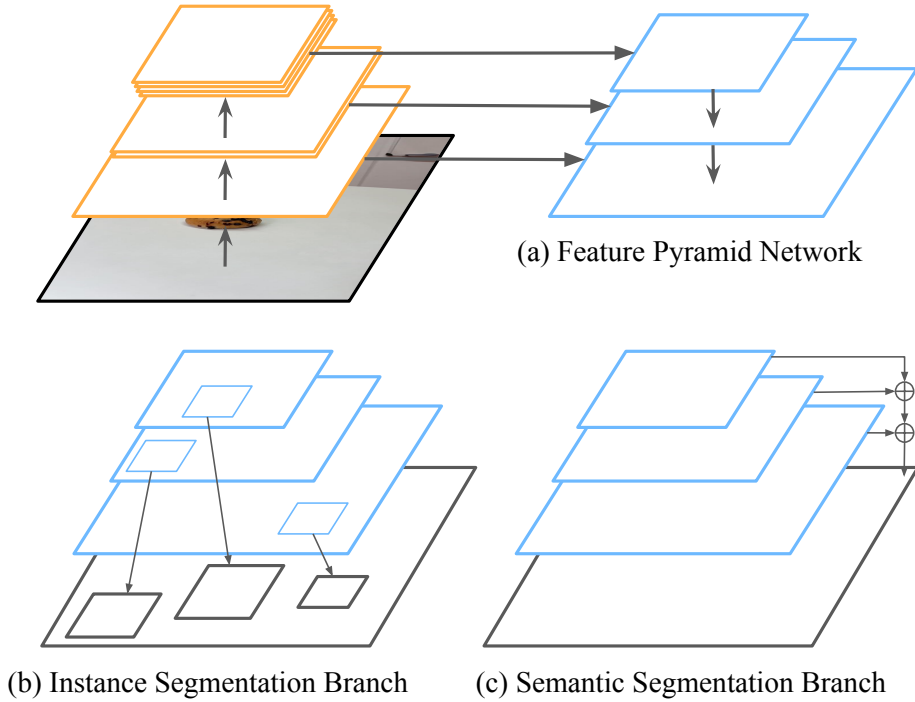 (a) Feature Pyramid Network
(b) Instance Segmentation Branch
(c) Semantic Segmentation Branch